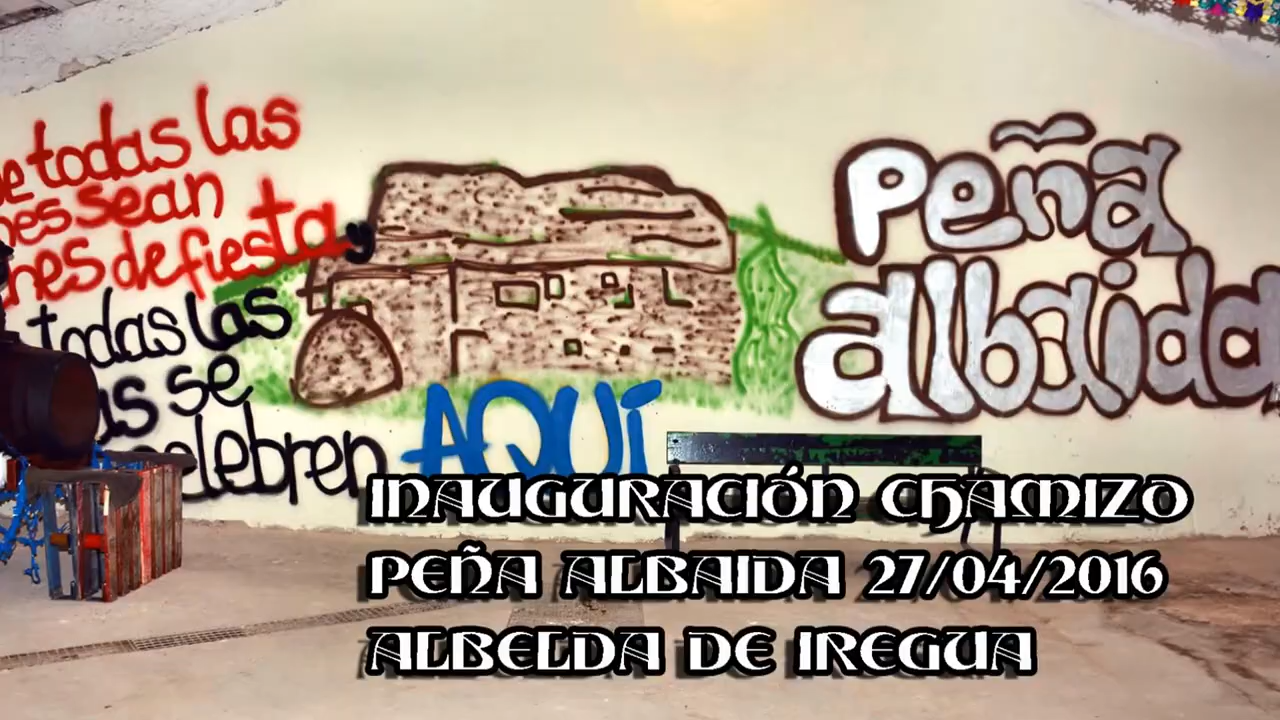 todas las
sean
de fiesta y
todas las
se
celebren
AQUÍ
Peña
albaida
INAUGURACIÓN CHAMIZO
PEÑA ALBAIDA 27/04/2016
ALBELDA DE IREGUA